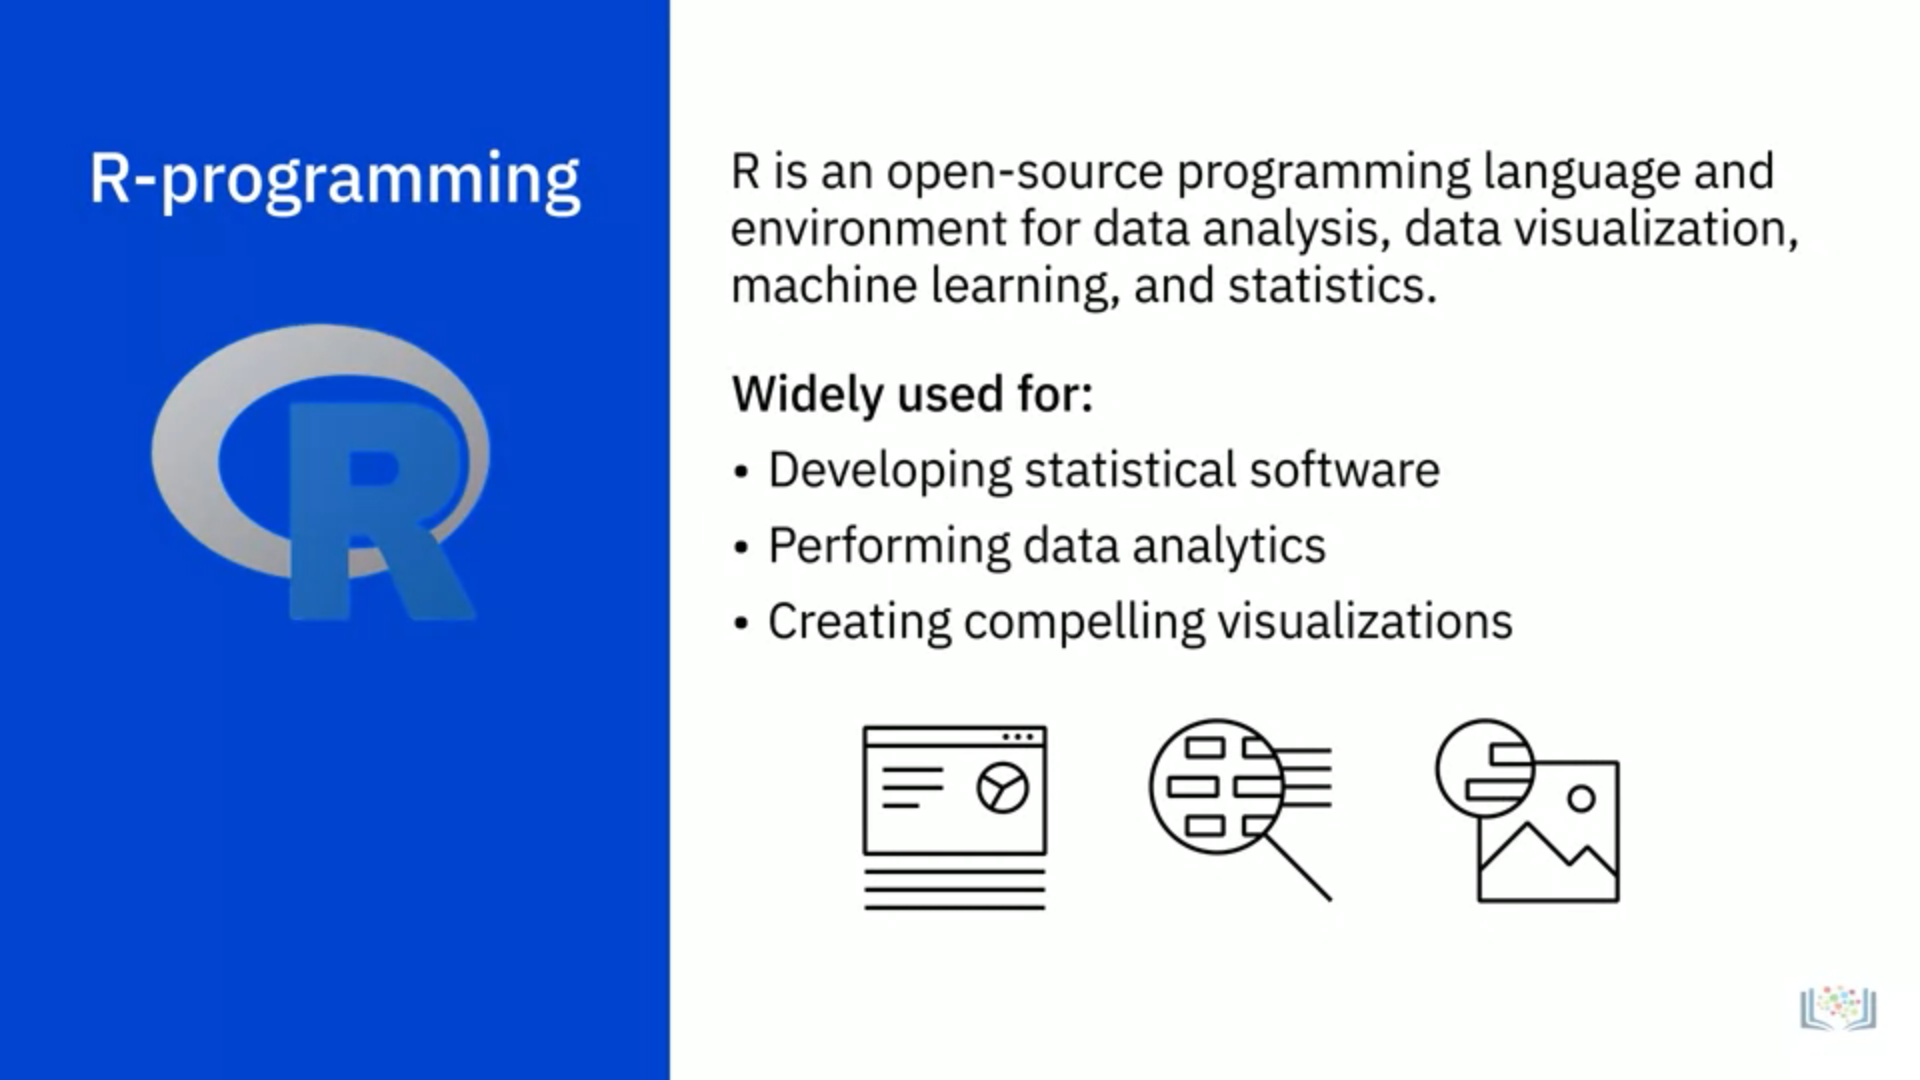 R-programming
R
R is an open-source programming language and
environment for data analysis, data visualization,
machine learning, and statistics.
Widely used for:
• Developing statistical software
• Performing data analytics
• Creating compelling visualizations